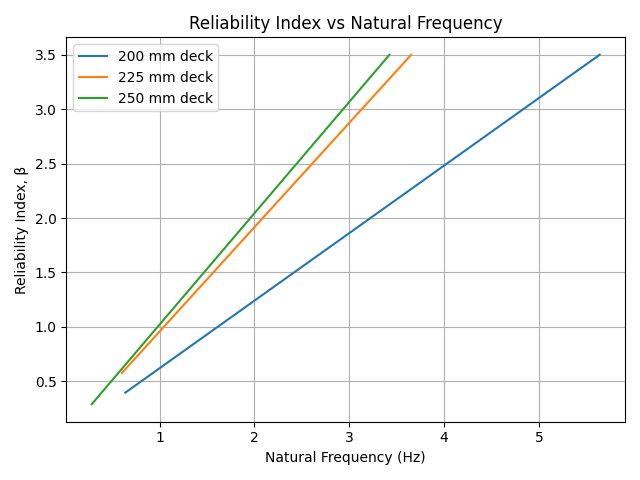 Reliability Index vs Natural Frequency
200 mm deck
225 mm deck
250 mm deck
Reliability Index, β
3.5
3.0
2.5
2.0
1.5
1.0
0.5
1 2 3 4 5
Natural Frequency (Hz)